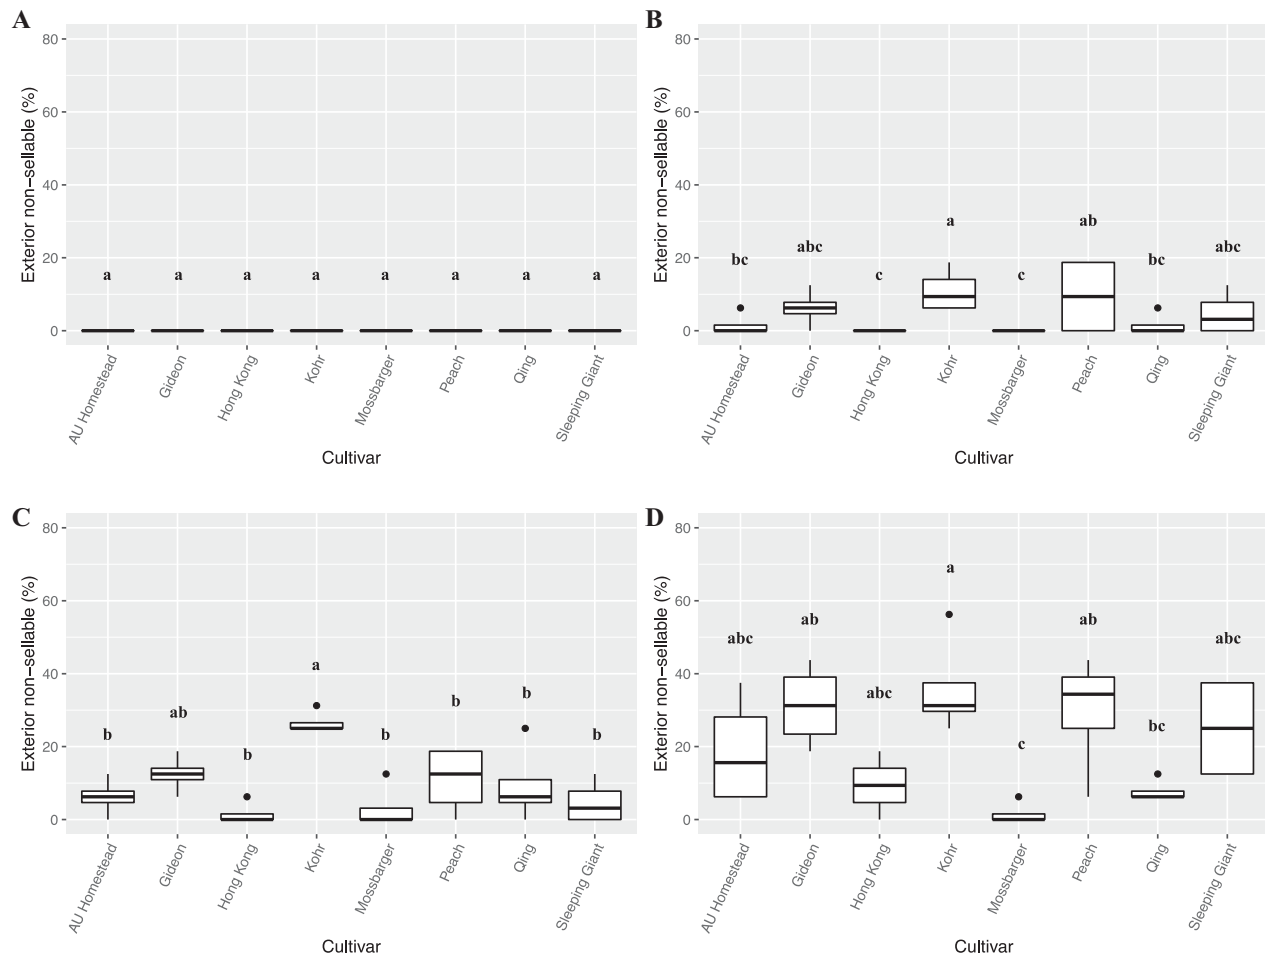 A
Exterior non−sellable (%)
80
60
40
20
0
a a a a a a a a
AU Homestead
Gideon
Hong Kong
Kohr
Mossbarger
Peach
Qing
Sleeping Giant
Cultivar
B
Exterior non−sellable (%)
80
60
40
20
0
bc abc c a c ab bc abc
AU Homestead
Gideon
Hong Kong
Kohr
Mossbarger
Peach
Qing
Sleeping Giant
Cultivar
C
Exterior non−sellable (%)
80
60
40
20
0
b ab b a b b b b
AU Homestead
Gideon
Hong Kong
Kohr
Mossbarger
Peach
Qing
Sleeping Giant
Cultivar
D
Exterior non−sellable (%)
80
60
40
20
0
abc ab abc a c ab bc abc
AU Homestead
Gideon
Hong Kong
Kohr
Mossbarger
Peach
Qing
Sleeping Giant
Cultivar